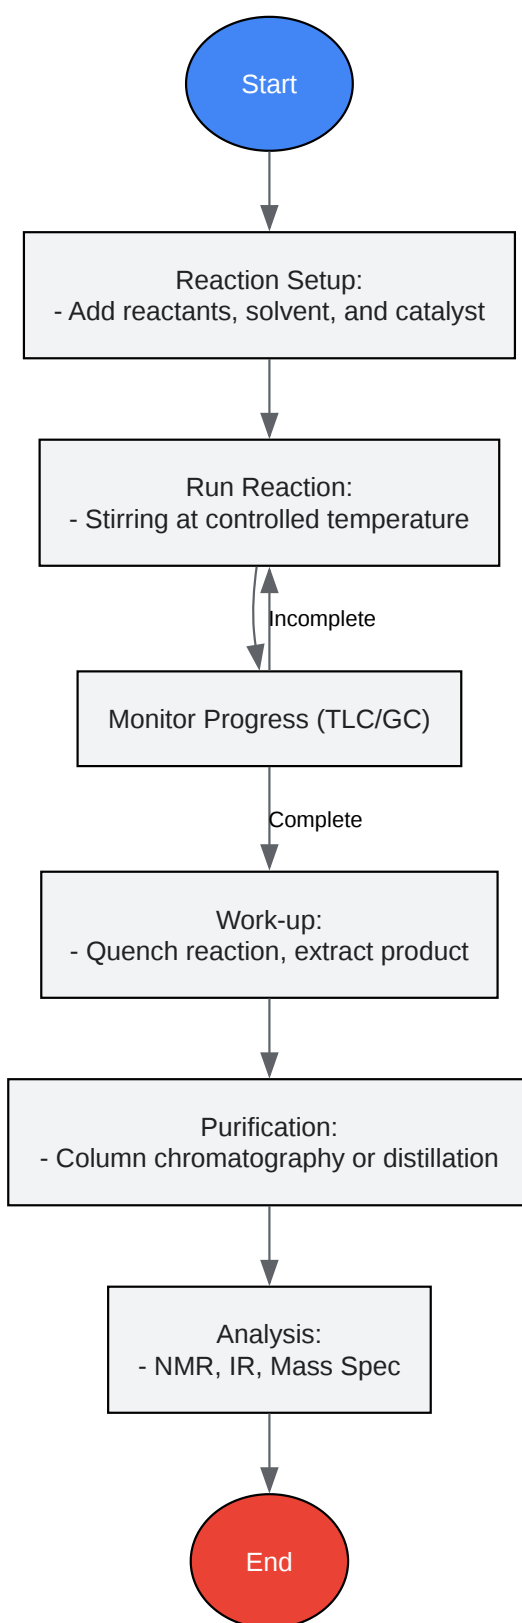 Start
Reaction Setup:
- Add reactants, solvent, and catalyst
Run Reaction:
- Stirring at controlled temperature
Incomplete
Monitor Progress (TLC/GC)
Complete
Work-up:
- Quench reaction, extract product
Purification:
- Column chromatography or distillation
Analysis:
- NMR, IR, Mass Spec
End